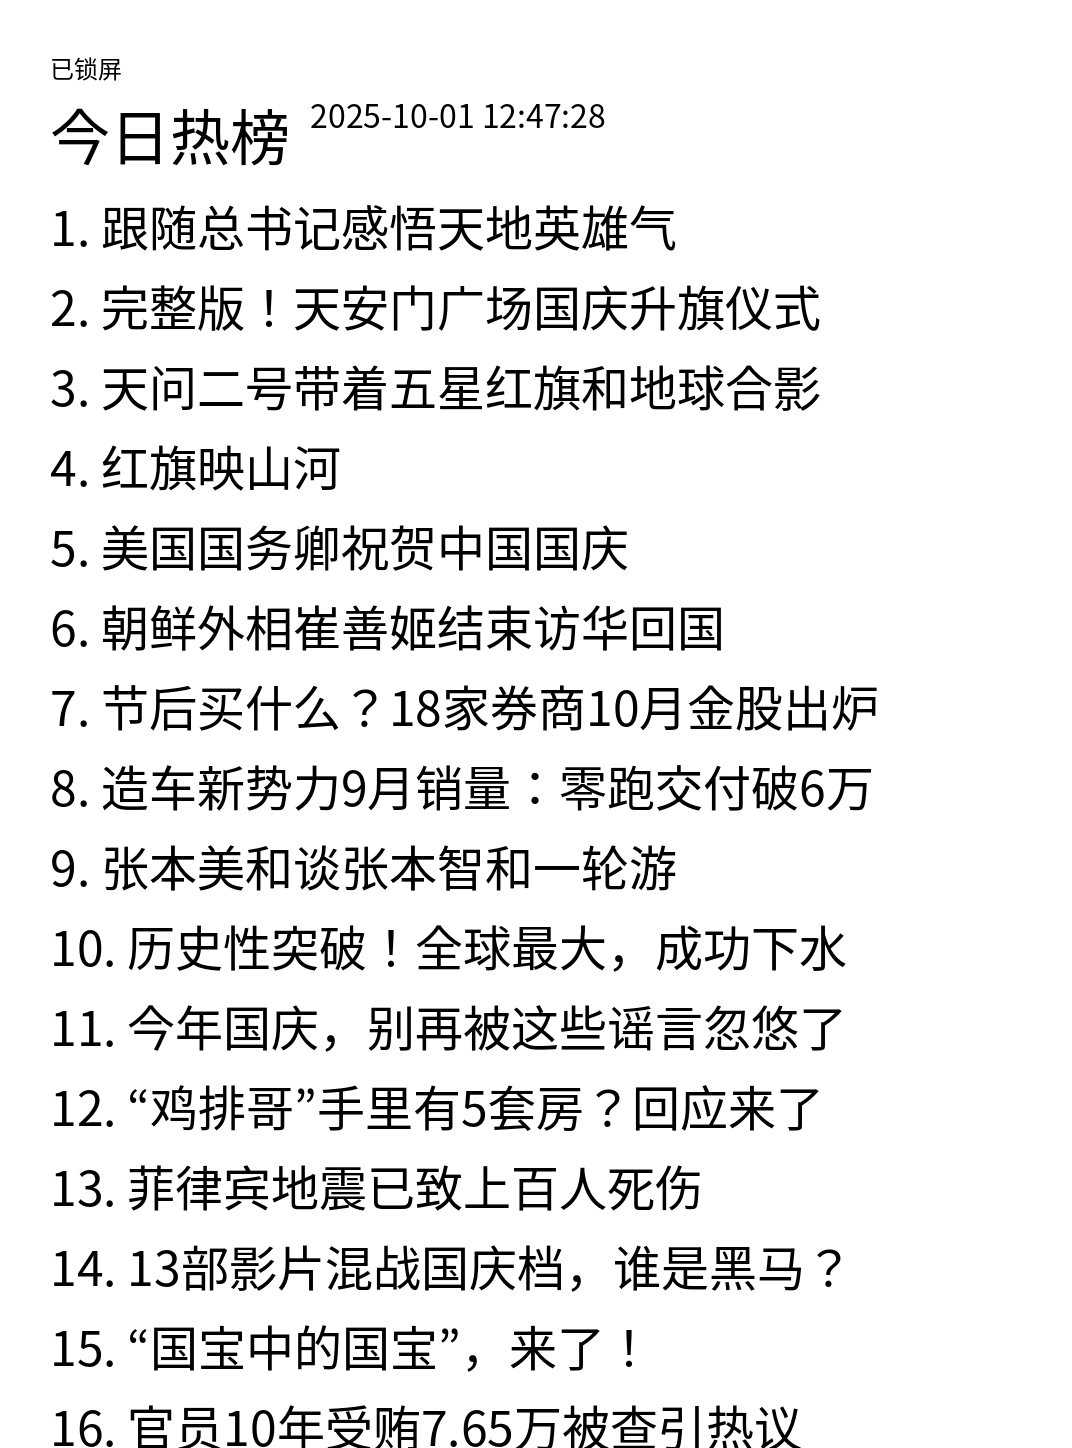 已锁屏
今日热榜 2025-10-01 12:47:28
1. 跟随总书记感悟天地英雄气
2. 完整版！天安门广场国庆升旗仪式
3. 天问二号带着五星红旗和地球合影
4. 红旗映山河
5. 美国国务卿祝贺中国国庆
6. 朝鲜外相崔善姬结束访华回国
7. 节后买什么？18家券商10月金股出炉
8. 造车新势力9月销量：零跑交付破6万
9. 张本美和谈张本智和一轮游
10. 历史性突破！全球最大，成功下水
11. 今年国庆，别再被这些谣言忽悠了
12. “鸡排哥”手里有5套房？回应来了
13. 菲律宾地震已致上百人死伤
14. 13部影片混战国庆档，谁是黑马？
15. “国宝中的国宝”，来了！
16. 官员10年受贿7.65万被查引热议